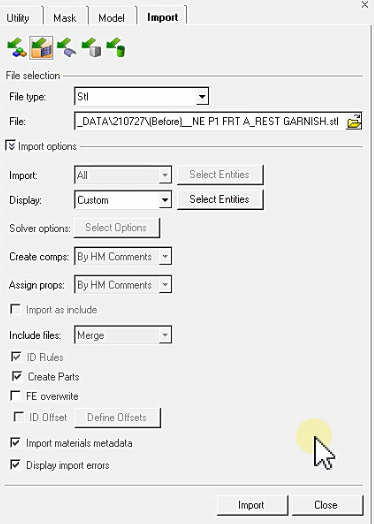 Utility Mask Model Import
File selection
File type: Stl
File: _DATA\210727\(Before)__NE P1 FRT A_REST GARNISH.stl
Import options
Import: All Select Entities
Display: Custom Select Entities
Solver options: Select Options
Create comps: By HM Comments
Assign props: By HM Comments
Import as include
Include files: Merge
ID Rules
Create Parts
FE overwrite
ID Offset Define Offsets
Import materials metadata
Display import errors
Import Close